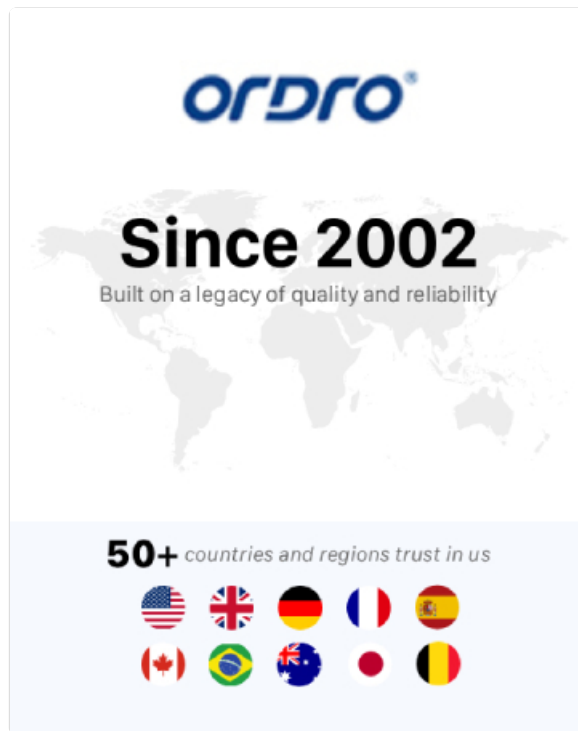 ORDRO®
Since 2002
Built on a legacy of quality and reliability
50+ countries and regions trust in us